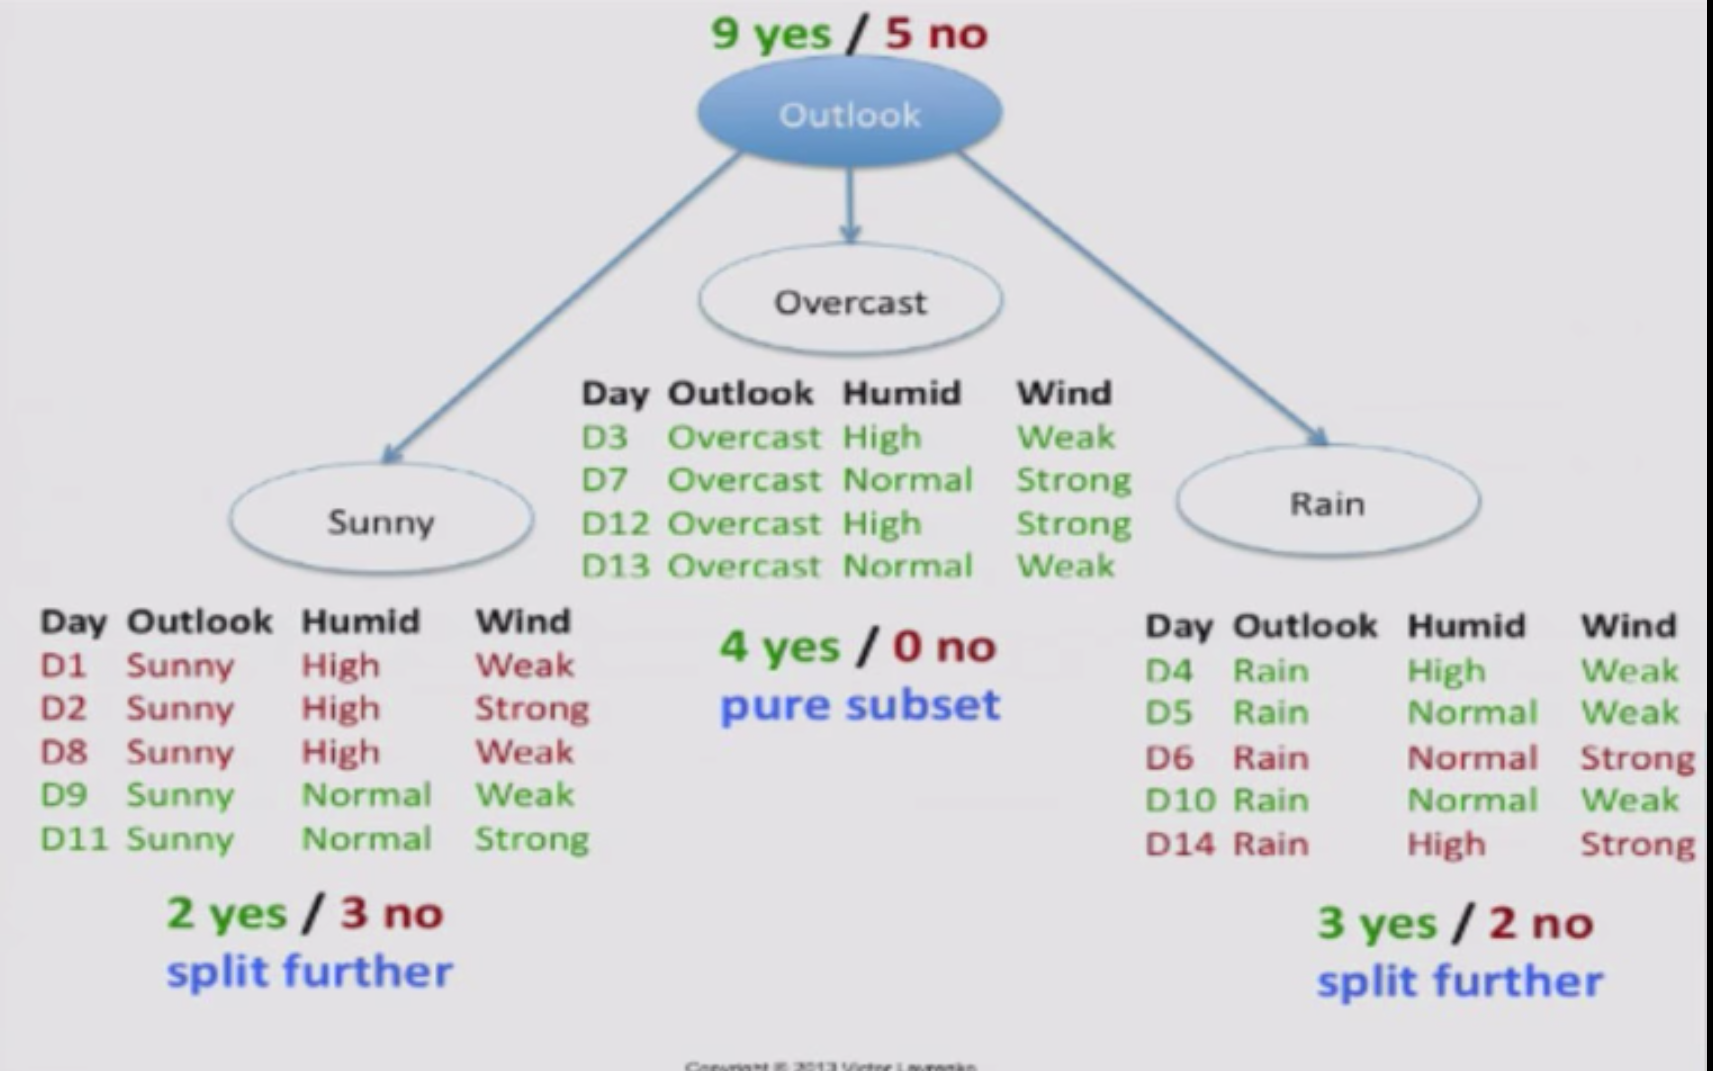 9 yes / 5 no
Outlook
Overcast
Day Outlook Humid Wind
D3 Overcast High Weak
D7 Overcast Normal Strong
D12 Overcast High Strong
D13 Overcast Normal Weak
4 yes / 0 no
pure subset
Sunny
Day Outlook Humid Wind
D1 Sunny High Weak
D2 Sunny High Strong
D8 Sunny High Weak
D9 Sunny Normal Weak
D11 Sunny Normal Strong
2 yes / 3 no
split further
Rain
Day Outlook Humid Wind
D4 Rain High Weak
D5 Rain Normal Weak
D6 Rain Normal Strong
D10 Rain Normal Weak
D14 Rain High Strong
3 yes / 2 no
split further
Copyright © 2013 Victor Lavrenko